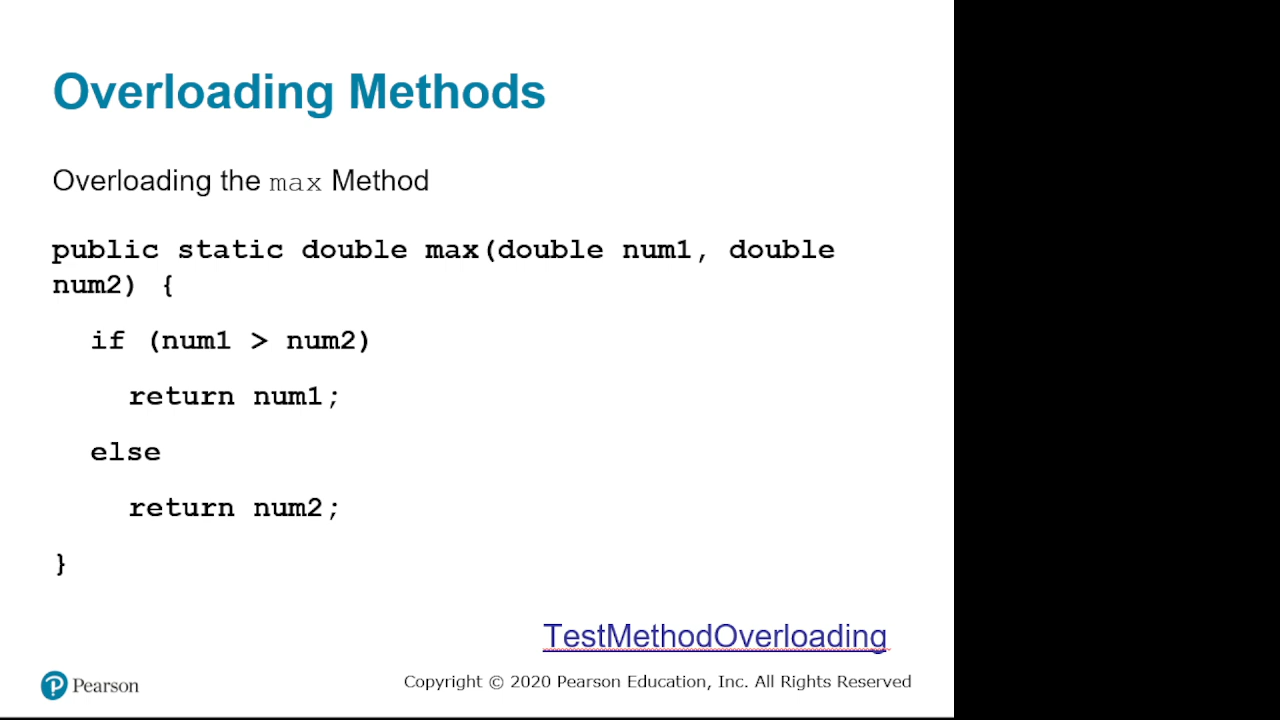 Overloading Methods
Overloading the max Method
public static double max(double num1, double
num2) {
if (num1 > num2)
return num1;
else
return num2;
}
TestMethodOverloading
Pearson
Copyright © 2020 Pearson Education, Inc. All Rights Reserved